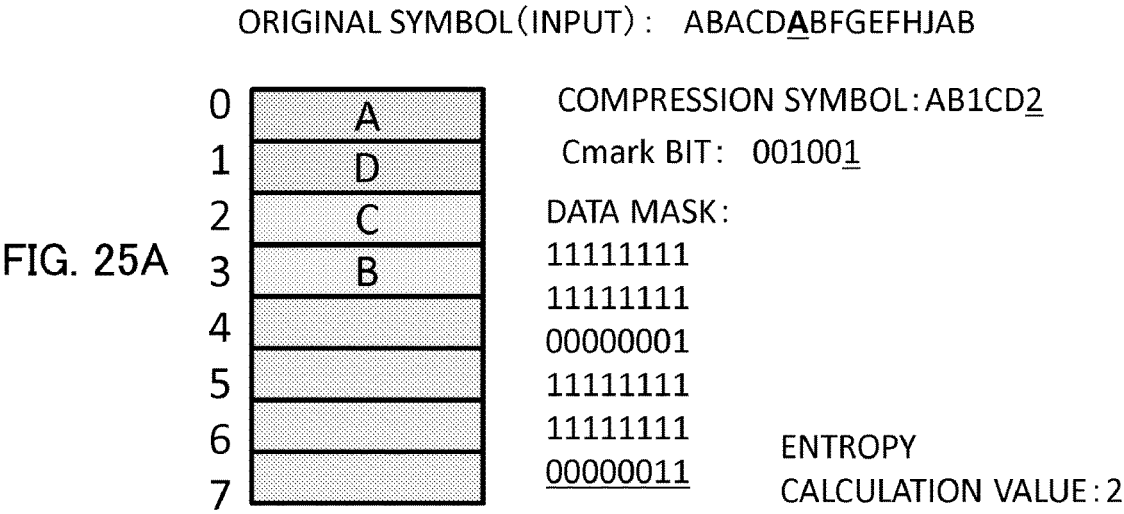 ORIGINAL SYMBOL(INPUT): ABACDABFGEFHJAB
FIG. 25A
0 A
1 D
2 C
3 B
4
5
6
7
COMPRESSION SYMBOL:AB1CD2
Cmark BIT: 001001
DATA MASK:
11111111
11111111
00000001
11111111
11111111
00000011
ENTROPY
CALCULATION VALUE:2